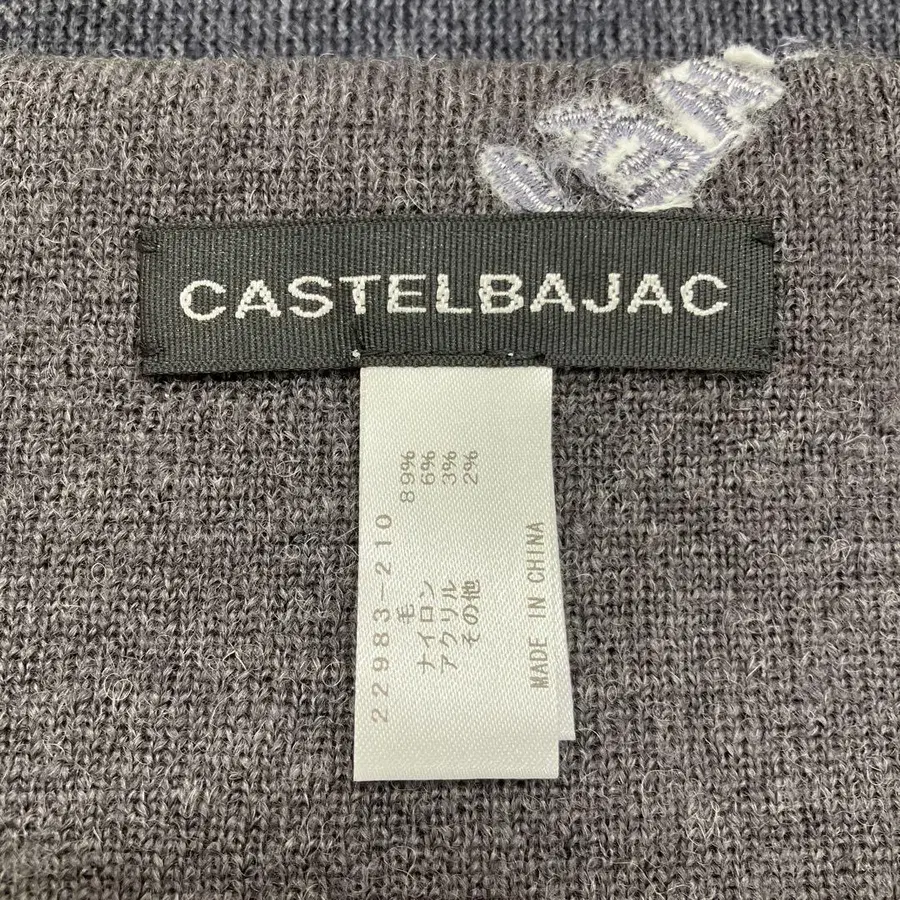 CASTELBAJAC
22983-210
毛 89%
ナイロン 6%
アクリル 3%
その他 2%
MADE IN CHINA